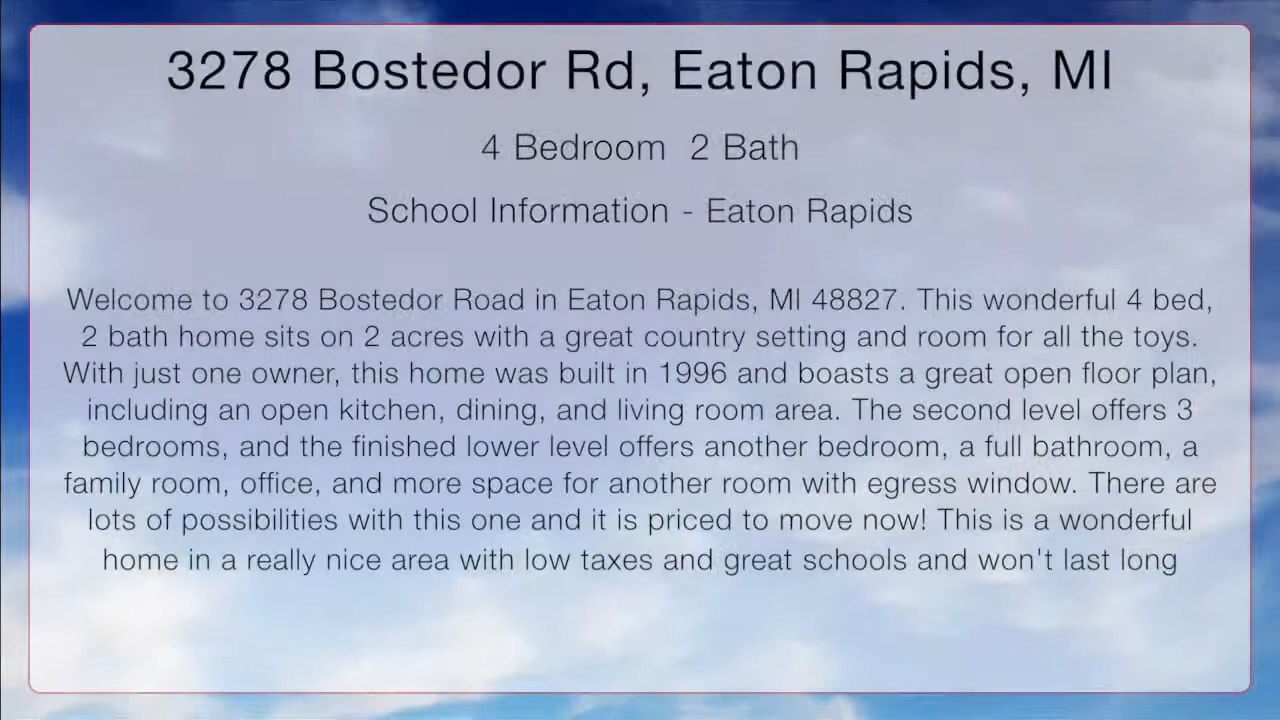 3278 Bostedor Rd, Eaton Rapids, MI
4 Bedroom  2 Bath
School Information - Eaton Rapids
Welcome to 3278 Bostedor Road in Eaton Rapids, MI 48827. This wonderful 4 bed,
2 bath home sits on 2 acres with a great country setting and room for all the toys.
With just one owner, this home was built in 1996 and boasts a great open floor plan,
including an open kitchen, dining, and living room area. The second level offers 3
bedrooms, and the finished lower level offers another bedroom, a full bathroom, a
family room, office, and more space for another room with egress window. There are
lots of possibilities with this one and it is priced to move now! This is a wonderful
home in a really nice area with low taxes and great schools and won't last long